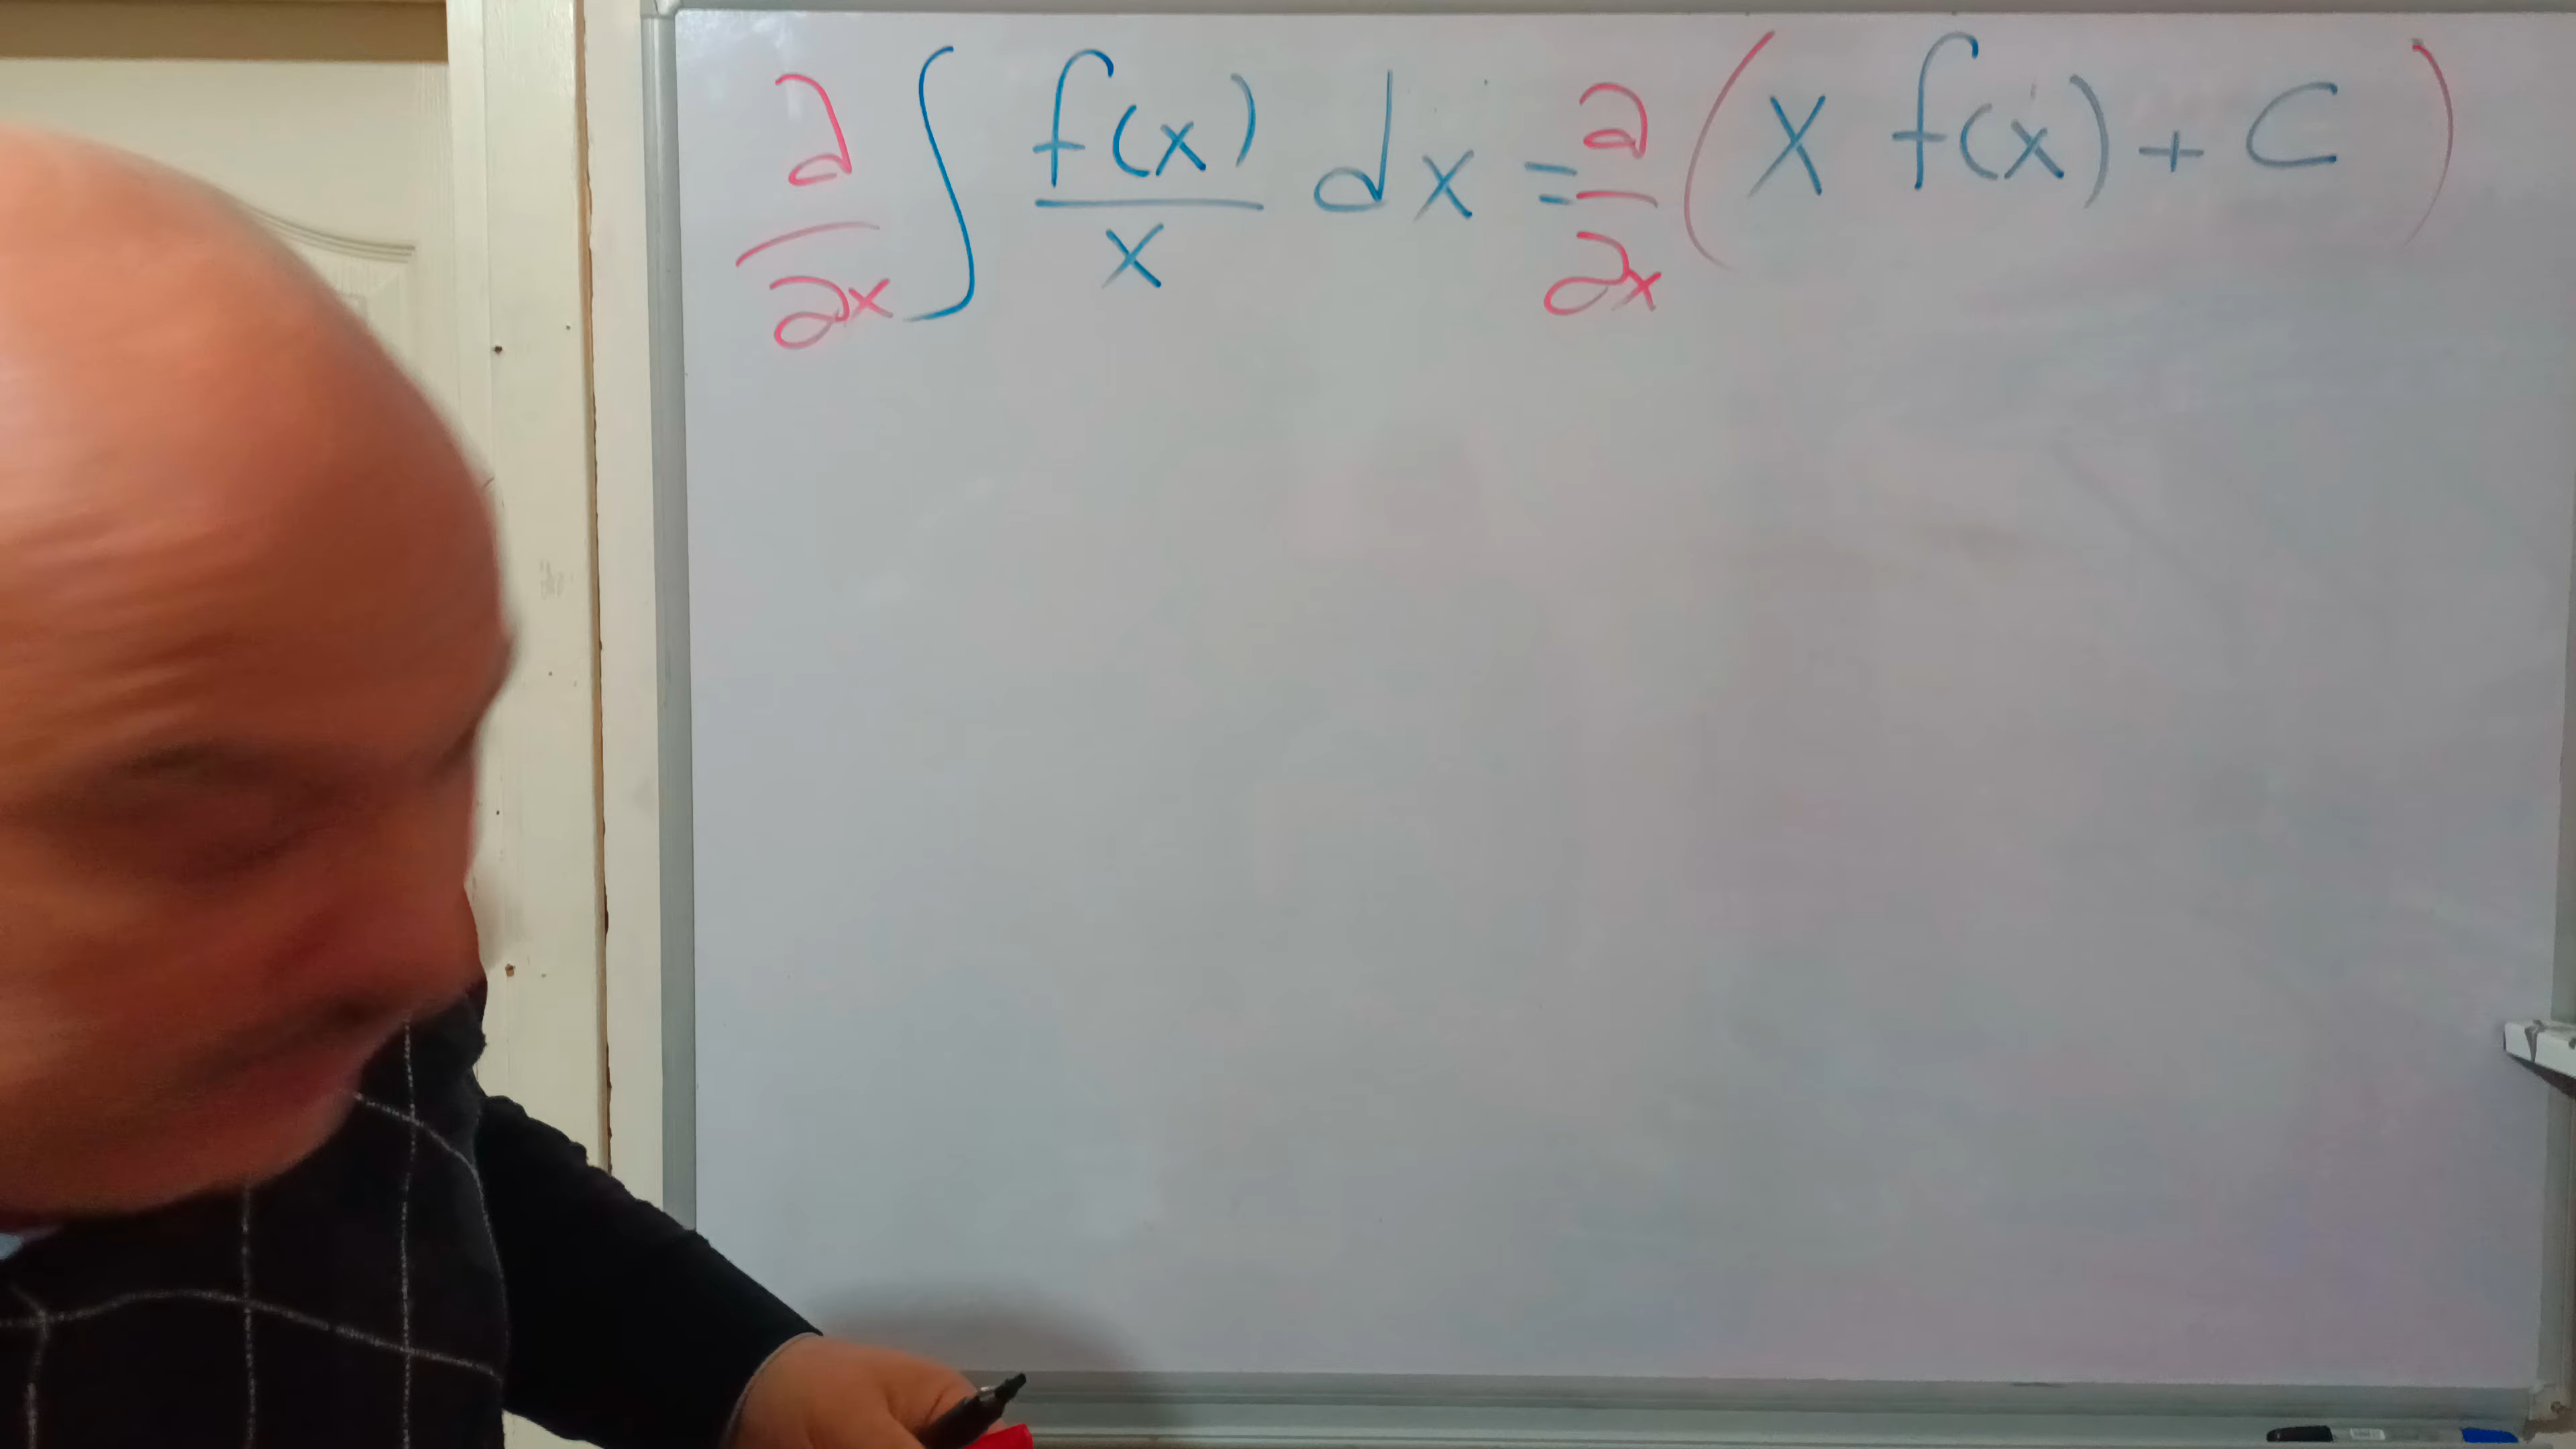 ∂/∂x ∫ f(x)/x dx = ∂/∂x (x f(x) + C)